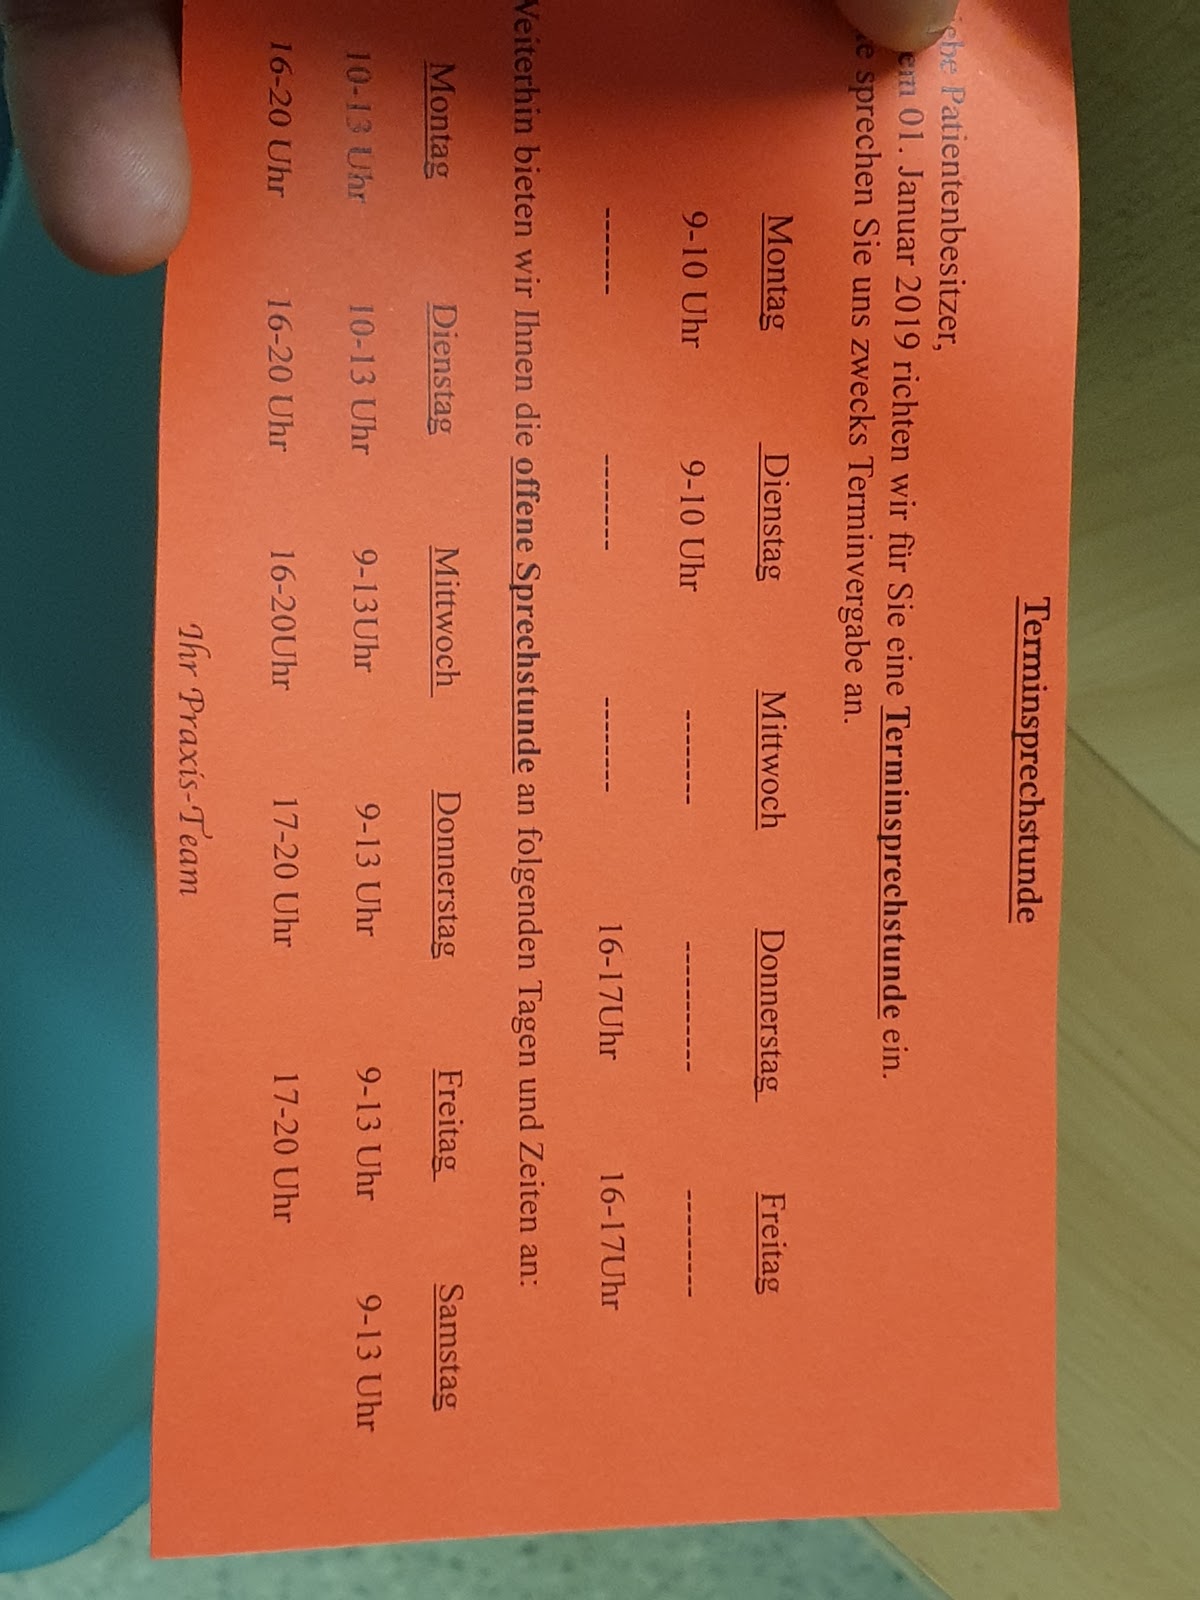 Terminsprechstunde
Patientenbesitzer,
01. Januar 2019 richten wir für Sie eine Terminsprechstunde ein.
sprechen Sie uns zwecks Terminvergabe an.
Montag Dienstag Mittwoch Donnerstag Freitag
9-10 Uhr 9-10 Uhr ------- ---------- --------
------- -------- -------- 16-17Uhr 16-17Uhr
Weiterhin bieten wir Ihnen die offene Sprechstunde an folgenden Tagen und Zeiten an:
Montag Dienstag Mittwoch Donnerstag Freitag Samstag
10-13 Uhr 10-13 Uhr 9-13Uhr 9-13 Uhr 9-13 Uhr 9-13 Uhr
16-20 Uhr 16-20 Uhr 16-20Uhr 17-20 Uhr 17-20 Uhr
Ihr Praxis-Team